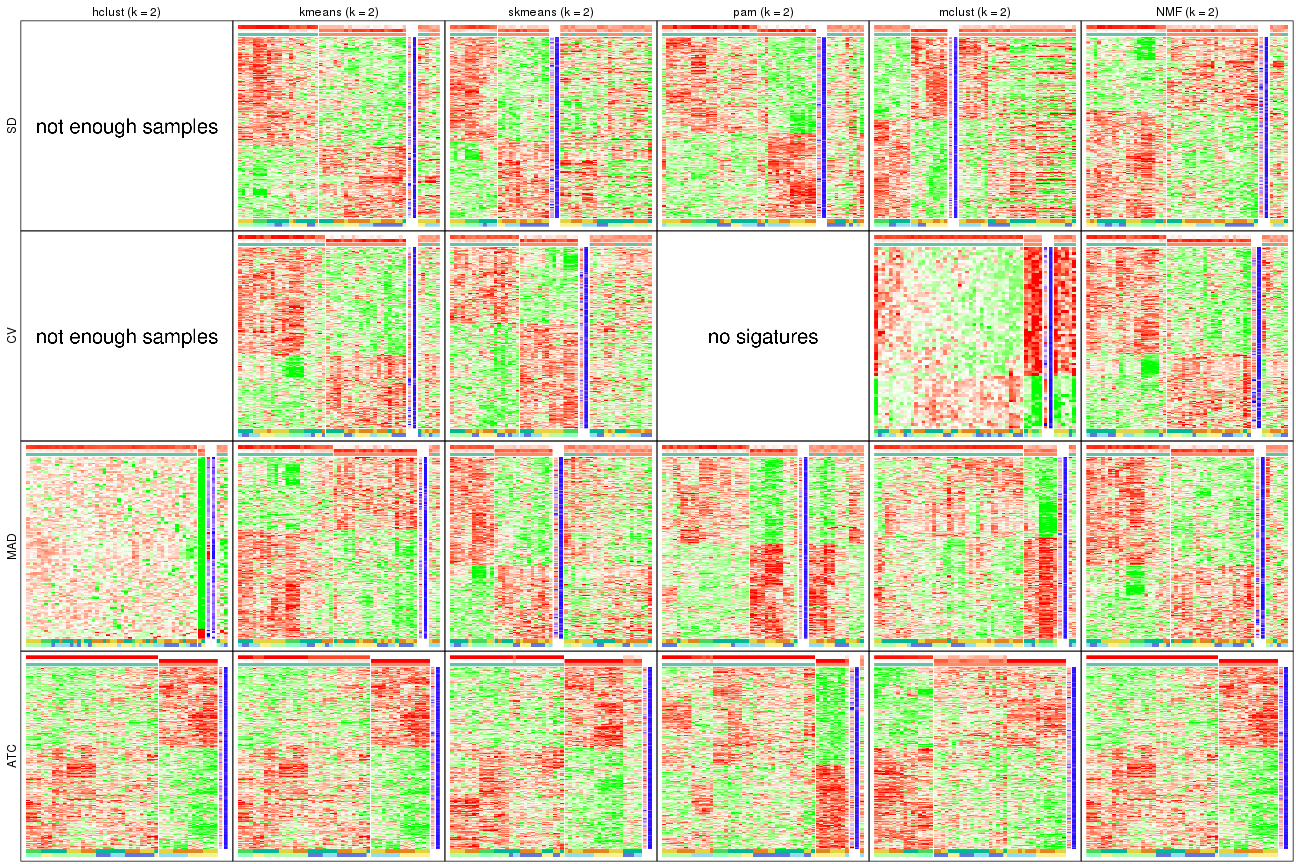 hclust (k = 2) kmeans (k = 2) skmeans (k = 2) pam (k = 2) mclust (k = 2) NMF (k = 2)
SD
not enough samples
CV
not enough samples
no sigatures
MAD
ATC